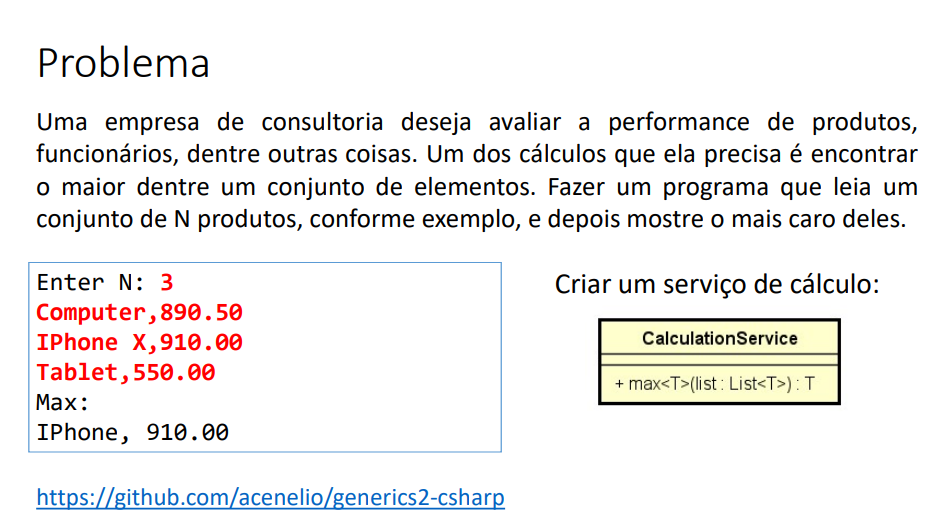 Problema
Uma empresa de consultoria deseja avaliar a performance de produtos,
funcionários, dentre outras coisas. Um dos cálculos que ela precisa é encontrar
o maior dentre um conjunto de elementos. Fazer um programa que leia um
conjunto de N produtos, conforme exemplo, e depois mostre o mais caro deles.
Enter N: 3
Computer,890.50
IPhone X,910.00
Tablet,550.00
Max:
IPhone, 910.00
Criar um serviço de cálculo:
CalculationService
+ max<T>(list : List<T>) : T
https://github.com/acenelio/generics2-csharp